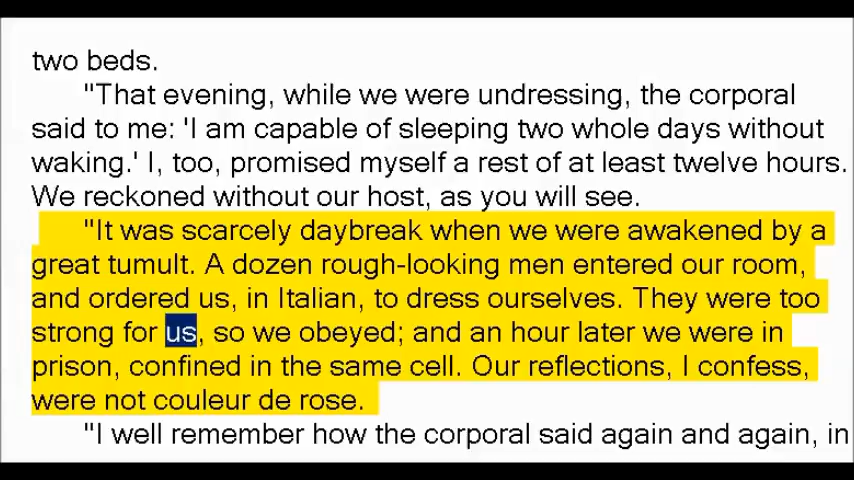 two beds.
"That evening, while we were undressing, the corporal
said to me: 'I am capable of sleeping two whole days without
waking.' I, too, promised myself a rest of at least twelve hours.
We reckoned without our host, as you will see.
"It was scarcely daybreak when we were awakened by a
great tumult. A dozen rough-looking men entered our room,
and ordered us, in Italian, to dress ourselves. They were too
strong for us, so we obeyed; and an hour later we were in
prison, confined in the same cell. Our reflections, I confess,
were not couleur de rose.
"I well remember how the corporal said again and again, in